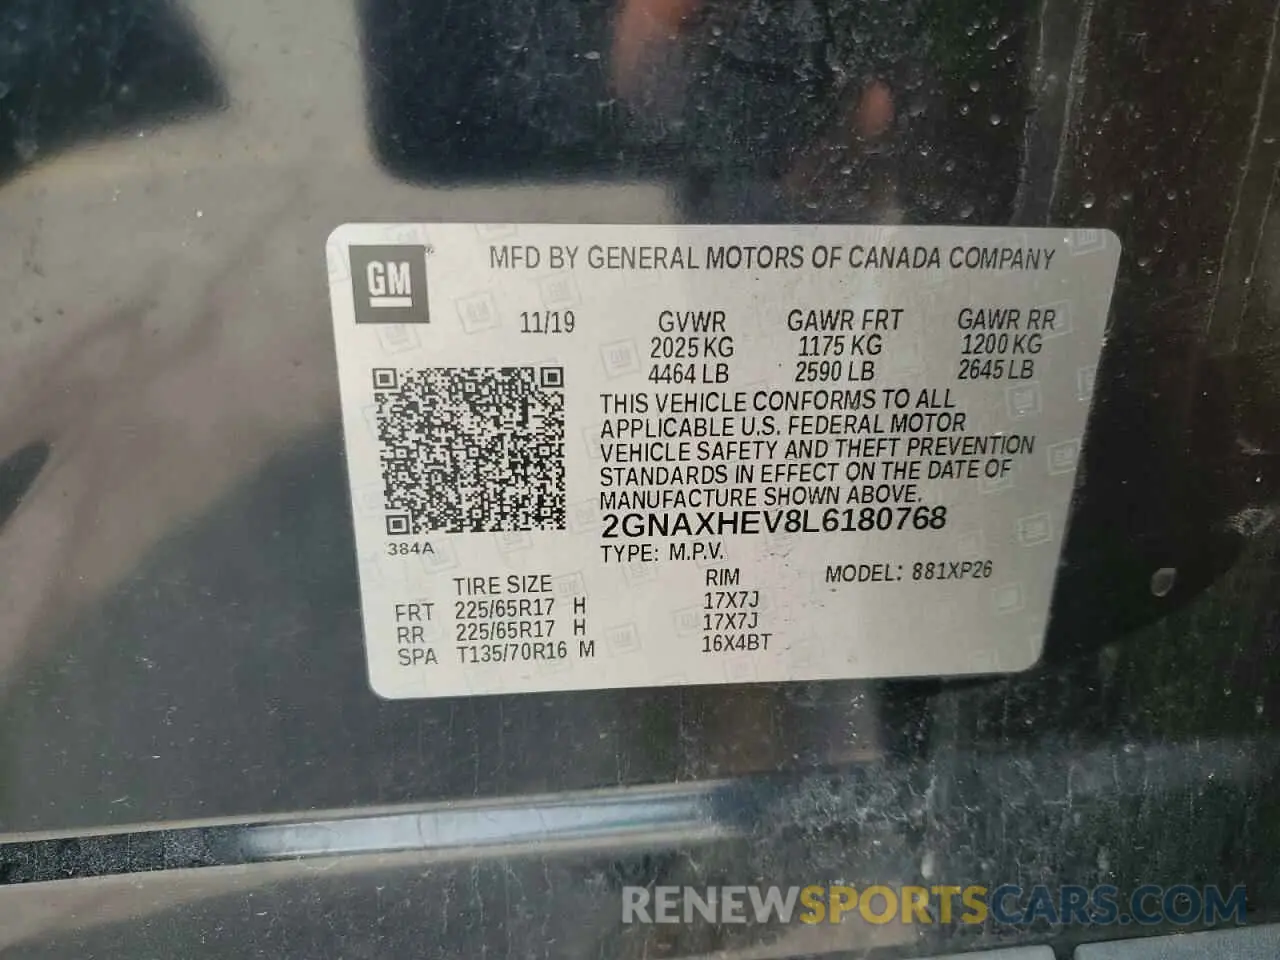 GM
MFD BY GENERAL MOTORS OF CANADA COMPANY
11/19 GVWR GAWR FRT GAWR RR
2025 KG 1175 KG 1200 KG
4464 LB 2590 LB 2645 LB
THIS VEHICLE CONFORMS TO ALL
APPLICABLE U.S. FEDERAL MOTOR
VEHICLE SAFETY AND THEFT PREVENTION
STANDARDS IN EFFECT ON THE DATE OF
MANUFACTURE SHOWN ABOVE.
2GNAXHEV8L6180768
384A
TYPE: M.P.V.
TIRE SIZE RIM MODEL: 881XP26
FRT 225/65R17 H 17X7J
RR 225/65R17 H 17X7J
SPA T135/70R16 M 16X4BT
RENEWSPORTSCARS.COM